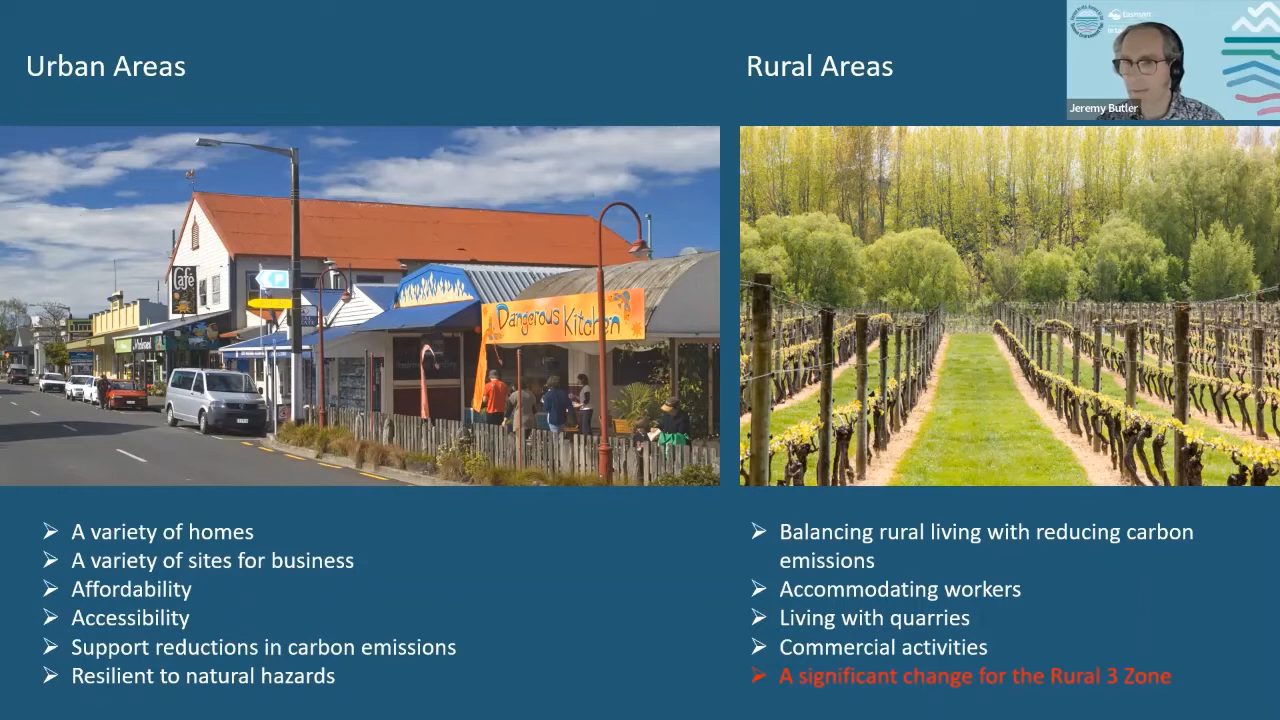 Urban Areas
Rural Areas
tasman
Jeremy Butler
Café
Dangerous Kitchen
A variety of homes
A variety of sites for business
Affordability
Accessibility
Support reductions in carbon emissions
Resilient to natural hazards
Balancing rural living with reducing carbon
emissions
Accommodating workers
Living with quarries
Commercial activities
A significant change for the Rural 3 Zone